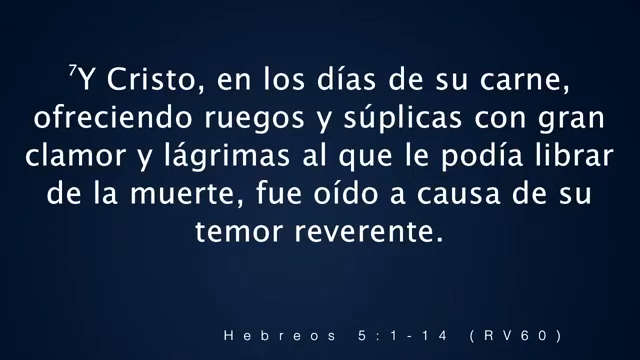 ⁷Y Cristo, en los días de su carne,
ofreciendo ruegos y súplicas con gran
clamor y lágrimas al que le podía librar
de la muerte, fue oído a causa de su
temor reverente.
Hebreos 5:1-14 (RV60)